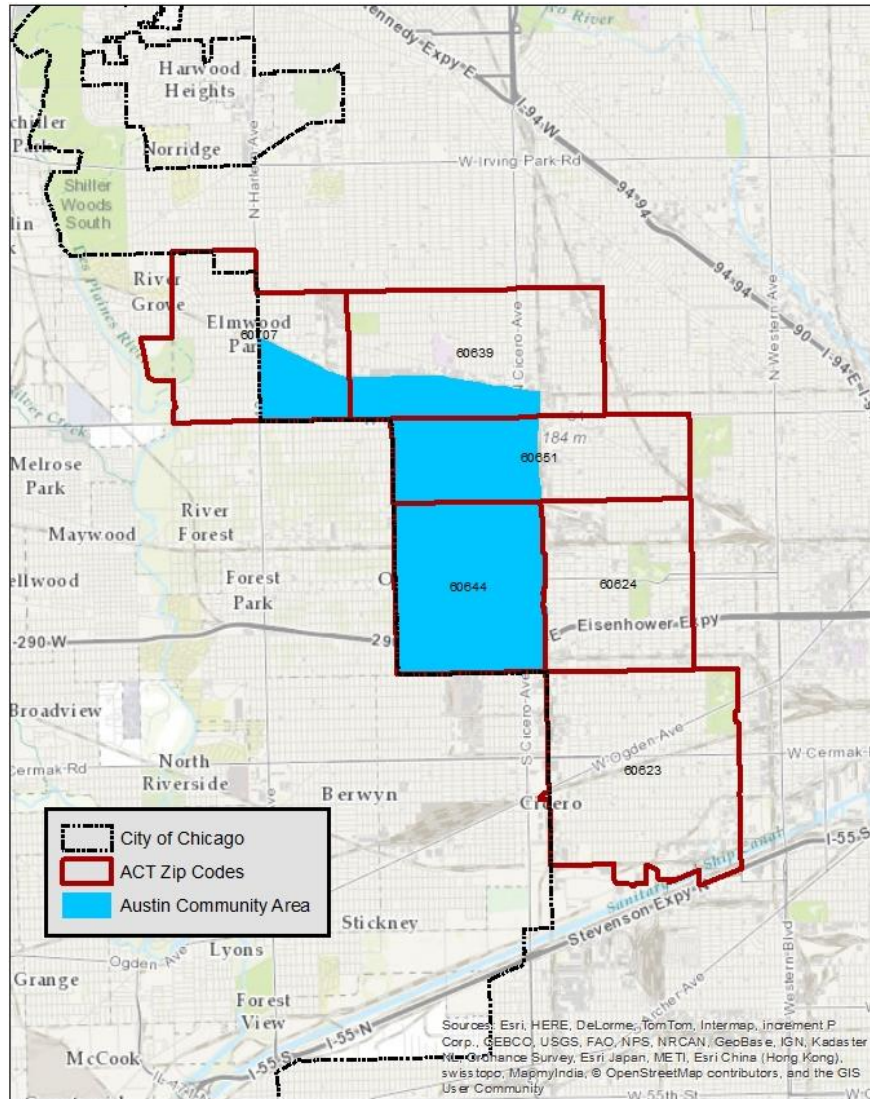 Harwood
Heights
Kennedy-Expy-E
I-94-W
Norridge
N-Harlem-Ave
W-Irving Park-Rd
Shiller
Woods
South
94-94
Des Plaines River
River
Grove
Elmwood
60707
60639
N-Cicero-Ave
N-Western-Ave
94-94
90
I-94-E
184 m
60651
Melrose
Park
River
Forest
Maywood
Forest
Park
60644
60624
Eisenhower-Expy
-290-W
Broadview
S-Cicero-Ave
W-Ogden-Ave
W-Cermak-Rd
Cermak-Rd
North
Riverside
60623
Berwyn
Cicero
City of Chicago
ACT Zip Codes
Austin Community Area
I-55-S
Sanitary and Ship Canal
Stevenson-Expy-N
Stickney
Lyons
Ogden-Ave
Grange
Forest
View
I-55-N
I-55-S
McCook
Archer-Ave
Western-Blvd
W-55th-St
Sources: Esri, HERE, DeLorme, TomTom, Intermap, increment P
Corp., GEBCO, USGS, FAO, NPS, NRCAN, GeoBase, IGN, Kadaster
NL, Ordnance Survey, Esri Japan, METI, Esri China (Hong Kong),
swisstopo, MapmyIndia, © OpenStreetMap contributors, and the GIS
User Community